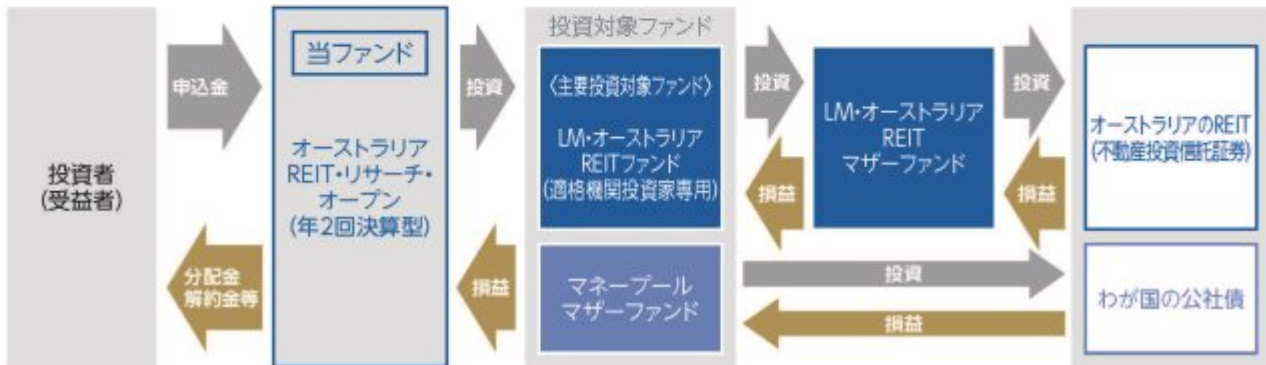 投資者
(受益者)
申込金
分配金
解約金等
当ファンド
オーストラリア
REIT・リサーチ・
オープン
(年2回決算型)
投資
損益
投資対象ファンド
〈主要投資対象ファンド〉
LM・オーストラリア
REITファンド
(適格機関投資家専用)
マネープール
マザーファンド
投資
損益
LM・オーストラリア
REIT
マザーファンド
投資
損益
投資
損益
オーストラリアのREIT
(不動産投資信託証券)
わが国の公社債